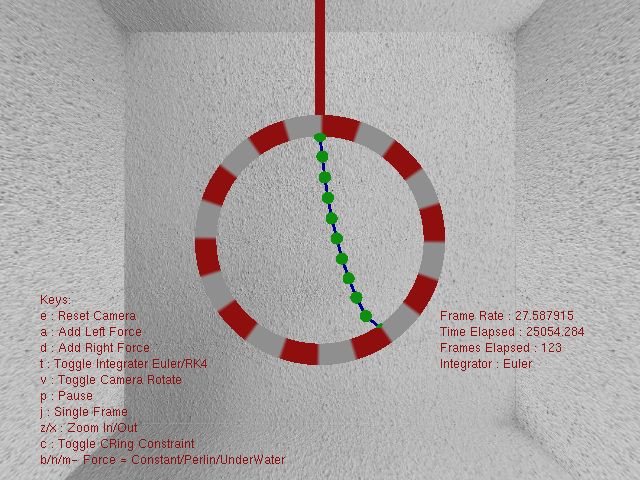 Keys:
e : Reset Camera
a : Add Left Force
d : Add Right Force
t : Toggle Integrater Euler/RK4
v : Toggle Camera Rotate
p : Pause
j : Single Frame
z/x : Zoom In/Out
c : Toggle CRing Constraint
b/n/m- Force = Constant/Perlin/UnderWater
Frame Rate : 27.587915
Time Elapsed : 25054.264
Frames Elapsed : 123
Integrator : Euler